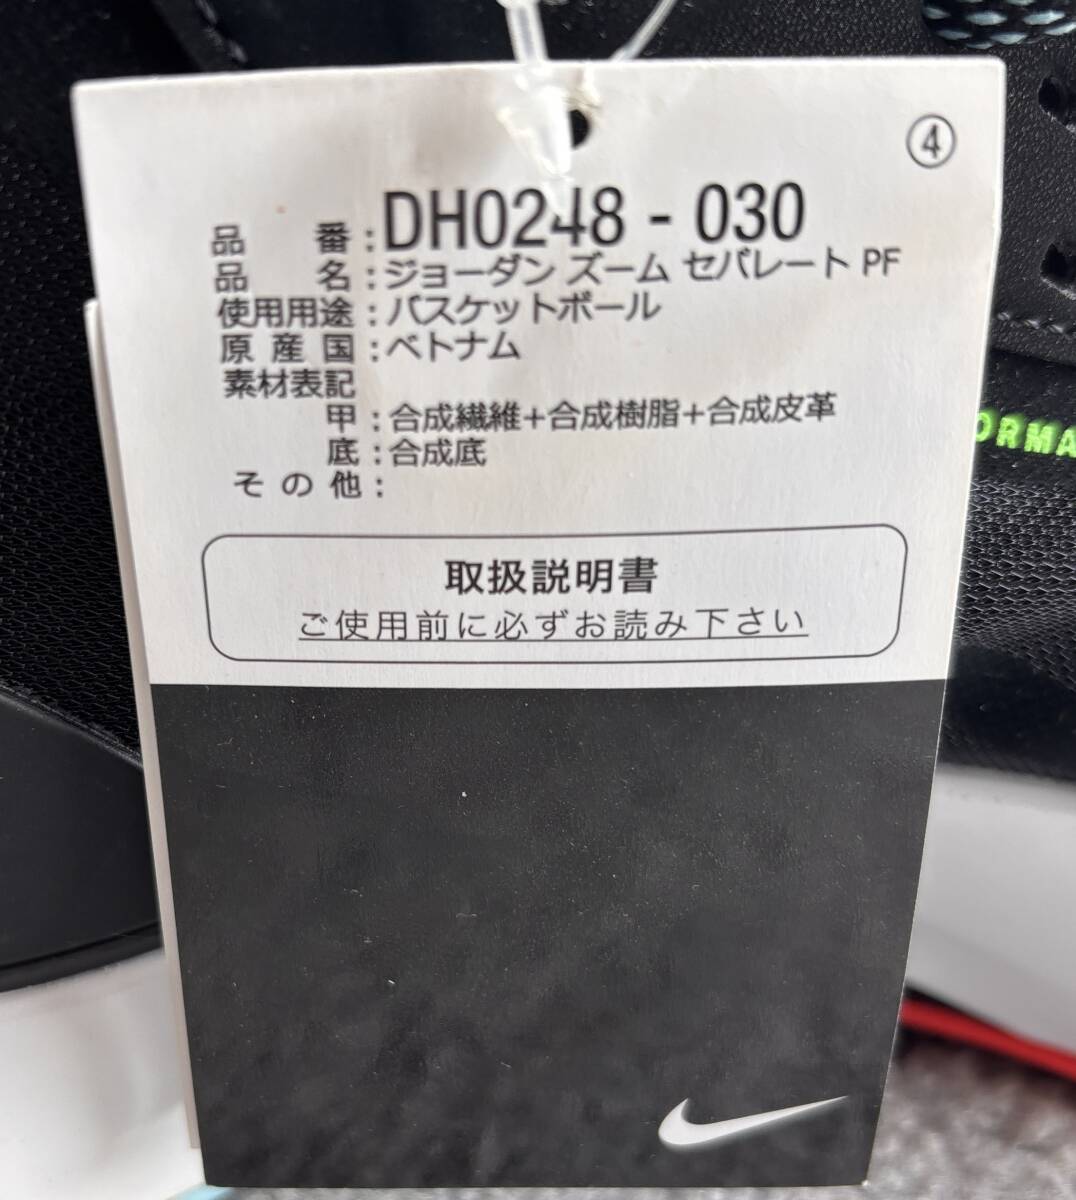 ④
品 番:DH0248-030
品 名:ジョーダン ズーム セパレート PF
使用用途:バスケットボール
原産国:ベトナム
素材表記
甲:合成繊維+合成樹脂+合成皮革
底:合成底
その他:
取扱説明書
ご使用前に必ずお読み下さい
ORMA